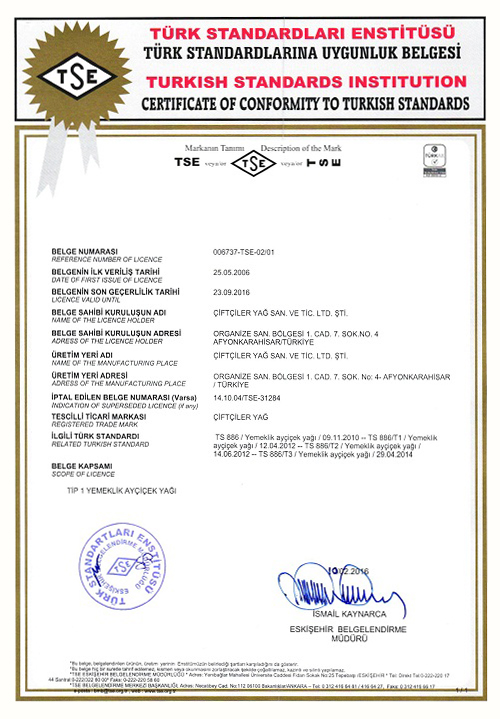 TÜRK STANDARDLARI ENSTİTÜSÜ
TÜRK STANDARDLARINA UYGUNLUK BELGESİ
TURKISH STANDARDS INSTITUTION
CERTIFICATE OF CONFORMITY TO TURKISH STANDARDS
TSE
Markanın Tanımı Description of the Mark
TSE veya/or TSE veya/or TSE
BELGE NUMARASI 006737-TSE-02/01
REFERENCE NUMBER OF LICENCE
BELGENİN İLK VERİLİŞ TARİHİ 25.05.2006
DATE OF FIRST ISSUE OF LICENCE
BELGENİN SON GEÇERLİLİK TARİHİ 23.09.2016
LICENCE VALID UNTIL
BELGE SAHİBİ KURULUŞUN ADI ÇİFTÇİLER YAĞ SAN. VE TİC. LTD. ŞTİ.
NAME OF THE LICENCE HOLDER
BELGE SAHİBİ KURULUŞUN ADRESİ ORGANİZE SAN. BÖLGESİ 1. CAD. 7. SOK.NO. 4
ADRESS OF THE LICENCE HOLDER AFYONKARAHİSAR/TÜRKİYE
ÜRETİM YERİ ADI ÇİFTÇİLER YAĞ SAN. VE TİC. LTD. ŞTİ.
NAME OF THE MANUFACTURING PLACE
ÜRETİM YERİ ADRESİ ORGANİZE SAN. BÖLGESİ 1. CAD. 7. SOK. No: 4- AFYONKARAHİSAR
ADRESS OF THE MANUFACTURING PLACE / TÜRKİYE
İPTAL EDİLEN BELGE NUMARASI (Varsa) 14.10.04/TSE-31284
INDICATION OF SUPERSEDED LICENCE (if any)
TESCİLLİ TİCARİ MARKASI ÇİFTÇİLER YAĞ
REGISTERED TRADE MARK
İLGİLİ TÜRK STANDARDI TS 886 / Yemeklik ayçiçek yağı / 09.11.2010 -- TS 886/T1 / Yemeklik
RELATED TURKISH STANDARD ayçiçek yağı / 12.04.2012 -- TS 886/T2 / Yemeklik ayçiçek yağı /
14.06.2012 -- TS 886/T3 / Yemeklik ayçiçek yağı / 29.04.2014
BELGE KAPSAMI
SCOPE OF LICENCE
TİP 1 YEMEKLİK AYÇİÇEK YAĞI
TÜRK STANDARTLARI ENSTİTÜSÜ
TSE
10/02.2016
İSMAİL KAYNARCA
ESKİŞEHİR BELGELENDİRME
MÜDÜRÜ
1 / 1